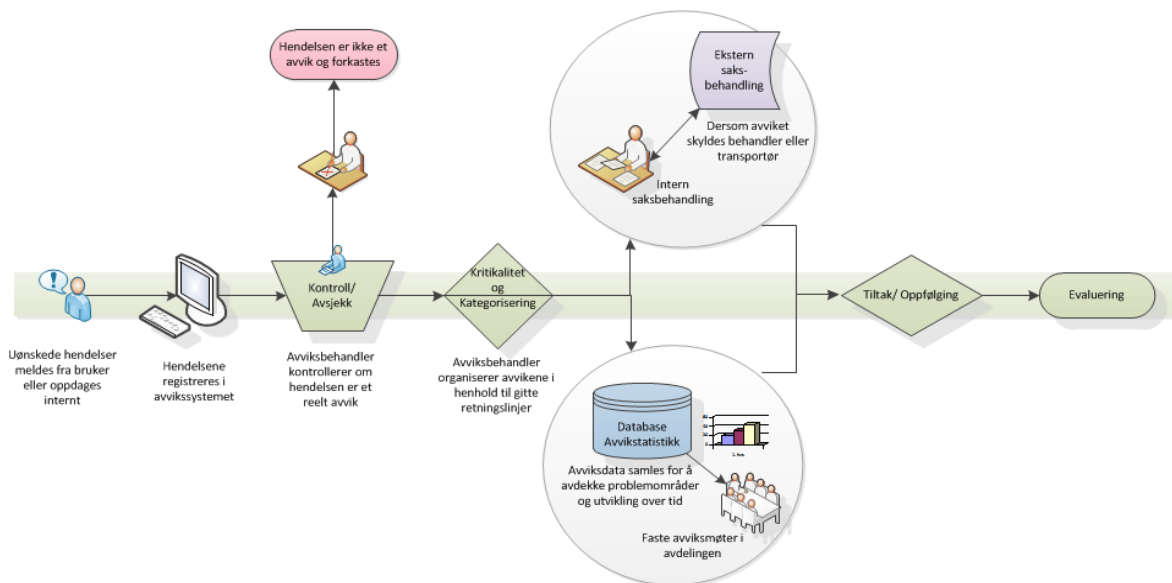 Hendelsen er ikke et
avvik og forkastes
Ekstern
saks-
behandling
Dersom avviket
skyldes behandler eller
transportør
Intern
saksbehandling
Kontroll/
Avsjekk
Kritikalitet
og
Kategorisering
Tiltak/ Oppfølging
Evaluering
Uønskede hendelser
meldes fra bruker
eller oppdages
internt
Hendelsene
registreres i
avvikssystemet
Avviksbehandler
kontrollerer om
hendelsen er et
reelt avvik
Avviksbehandler
organiserer avvikene i
henhold til gitte
retningslinjer
Database
Avvikstatistikk
Avviksdata samles for å
avdekke problemområder
og utvikling over tid
Faste avviksmøter i
avdelingen